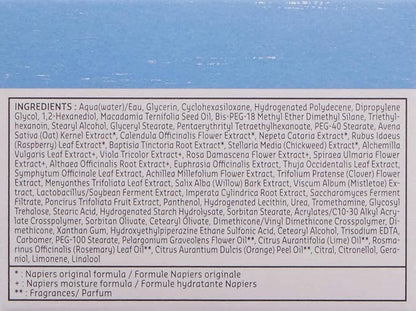 INGREDIENTS : Aqua(water)/Eau, Glycerin, Cyclohexasiloxane, Hydrogenated Polydecene, Dipropylene
Glycol, 1,2-Hexanediol, Macadamia Ternifolia Seed Oil, Bis-PEG-18 Methyl Ether Dimethyl Silane, Triethyl-
hexanoin, Stearyl Alcohol, Glyceryl Stearate, Pentaerythrityl Tetraethylhexanoate, PEG-40 Stearate, Avena
Sativa (Oat) Kernel Extract*, Calendula Officinalis Flower Extract*, Nepeta Cataria Extract*, Rubus Idaeus
(Raspberry) Leaf Extract*, Baptisia Tinctoria Root Extract*, Stellaria Media (Chickweed) Extract*, Alchemilla
Vulgaris Leaf Extract+, Viola Tricolor Extract+, Rosa Damascena Flower Extract+, Spiraea Ulmaria Flower
Extract+, Althaea Officinalis Root Extract+, Euphrasia Officinalis Extract, Thuja Occidentalis Leaf Extract,
Symphytum Officinale Leaf Extract, Achillea Millefolium Flower Extract, Trifolium Pratense (Clover) Flower
Extract, Menyanthes Trifoliata Leaf Extract, Salix Alba (Willow) Bark Extract, Viscum Album (Mistletoe) Ex-
tract, Lactobacillus/Soybean Ferment Extract, Imperata Cylindrica Root Extract, Saccharomyces Ferment
Filtrate, Poncirus Trifoliata Fruit Extract, Panthenol, Hydrogenated Lecithin, Urea, Tromethamine, Glycosyl
Trehalose, Stearic Acid, Hydrogenated Starch Hydrolysate, Sorbitan Stearate, Acrylates/C10-30 Alkyl Acry-
late Crosspolymer, Sorbitan Olivate, Cetearyl Olivate, Dimethicone/Vinyl Dimethicone Crosspolymer, Di-
methicone, Xanthan Gum, Hydroxyethylpiperazine Ethane Sulfonic Acid, Cetearyl Alcohol, Trisodium EDTA,
Carbomer, PEG-100 Stearate, Pelargonium Graveolens Flower Oil**, Citrus Aurantifolia (Lime) Oil**, Rosma-
rinus Officinalis (Rosemary) Leaf Oil**, Citrus Aurantium Dulcis (Orange) Peel Oil**, Citral, Citronellol, Gera-
niol, Limonene, Linalool
* : Napiers original formula / Formule Napiers originale
+ : Napiers moisture formula / Formule hydratante Napiers
** : Fragrances/ Parfum